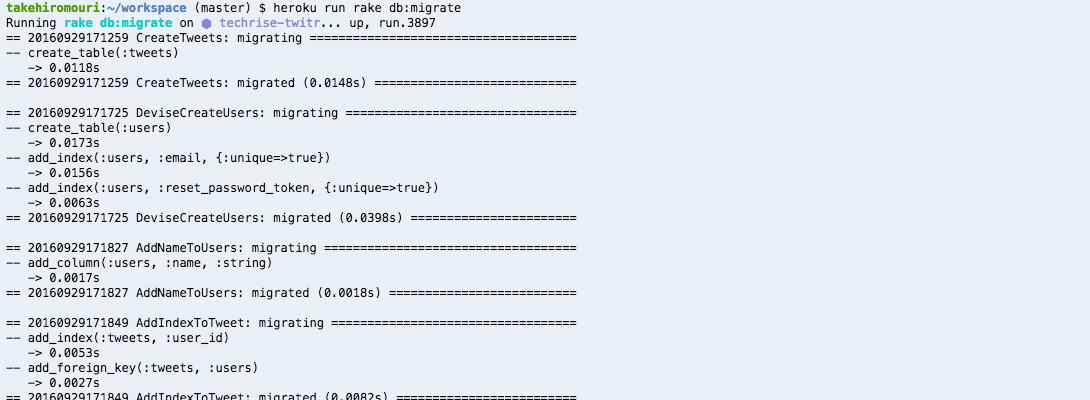 takehiromouri:~/workspace (master) $ heroku run rake db:migrate
Running rake db:migrate on ⬢ techrise-twitr... up, run.3897
== 20160929171259 CreateTweets: migrating =====================================
-- create_table(:tweets)
   -> 0.0118s
== 20160929171259 CreateTweets: migrated (0.0148s) ============================

== 20160929171725 DeviseCreateUsers: migrating ================================
-- create_table(:users)
   -> 0.0173s
-- add_index(:users, :email, {:unique=>true})
   -> 0.0156s
-- add_index(:users, :reset_password_token, {:unique=>true})
   -> 0.0063s
== 20160929171725 DeviseCreateUsers: migrated (0.0398s) =======================

== 20160929171827 AddNameToUsers: migrating ===================================
-- add_column(:users, :name, :string)
   -> 0.0017s
== 20160929171827 AddNameToUsers: migrated (0.0018s) ==========================

== 20160929171849 AddIndexToTweet: migrating ==================================
-- add_index(:tweets, :user_id)
   -> 0.0053s
-- add_foreign_key(:tweets, :users)
   -> 0.0027s
== 20160929171849 AddIndexToTweet: migrated (0.0082s) =========================